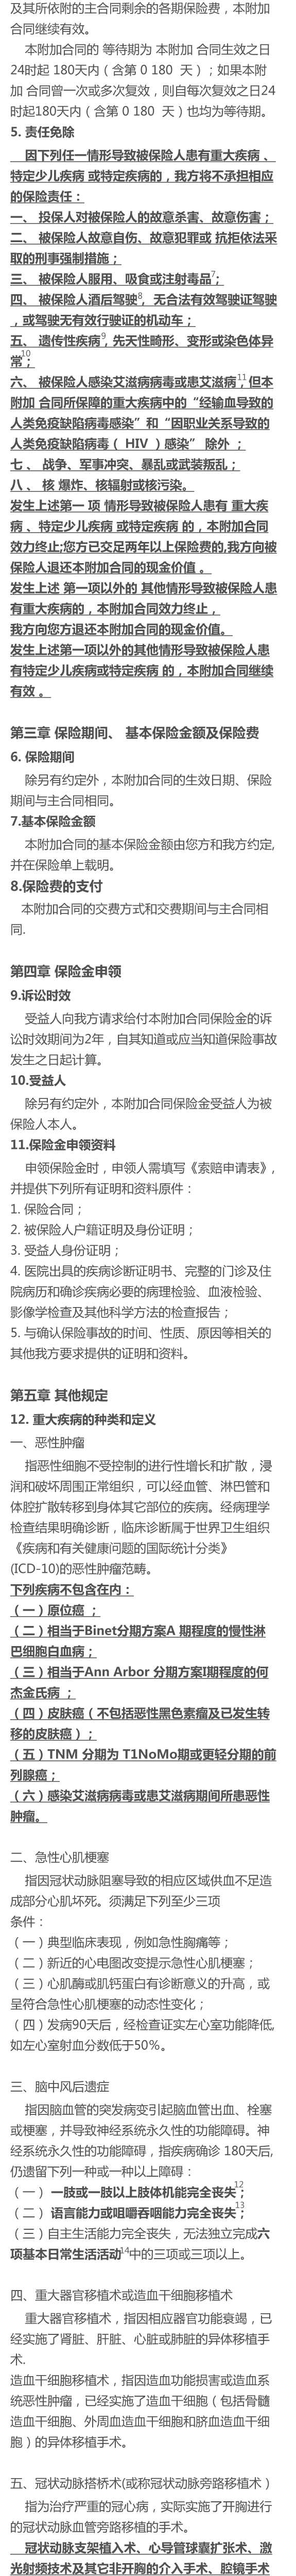 及其所依附的主合同剩余的各期保险费，本附加
合同继续有效。
本附加合同的 等待期为 本附加 合同生效之日
24时起 180天内（含第 0 180 天）；如果本附
加 合同曾一次或多次复效，则自每次复效之日24
时起180天内（含第 0 180 天）也均为等待期。
5. 责任免除
因下列任一情形导致被保险人患有重大疾病 、
特定少儿疾病 或特定疾病的，我方将不承担相应
的保险责任：
一、 投保人对被保险人的故意杀害、故意伤害；
二、 被保险人故意自伤、故意犯罪或 抗拒依法采
取的刑事强制措施；
三、 被保险人服用、吸食或注射毒品7；
四、 被保险人酒后驾驶8， 无合法有效驾驶证驾驶
，或驾驶无有效行驶证的机动车；
五、 遗传性疾病9，先天性畸形、变形或染色体异
常10；
六、 被保险人感染艾滋病病毒或患艾滋病11，但本
附加 合同所保障的重大疾病中的“经输血导致的
人类免疫缺陷病毒感染”和“因职业关系导致的
人类免疫缺陷病毒（ HIV ）感染” 除外 ；
七 、 战争、军事冲突、暴乱或武装叛乱；
八 、 核 爆炸、核辐射或核污染。
发生上述第一 项 情形导致被保险人患有 重大疾
病 、特定少儿疾病 或特定疾病 的，本附加合同
效力终止;您方已交足两年以上保险费的,我方向被
保险人退还本附加合同的现金价值 。
发生上述 第一项以外的 其他情形导致被保险人患
有重大疾病的，本附加合同效力终止，
我方向您方退还本附加合同的现金价值。
发生上述第一项以外的其他情形导致被保险人患
有特定少儿疾病或特定疾病 的，本附加合同继续
有效 。
第三章 保险期间、 基本保险金额及保险费
6. 保险期间
除另有约定外，本附加合同的生效日期、保险
期间与主合同相同。
7.基本保险金额
本附加合同的基本保险金额由您方和我方约定,
并在保险单上载明。
8.保险费的支付
本附加合同的交费方式和交费期间与主合同相
同.
第四章 保险金申领
9.诉讼时效
受益人向我方请求给付本附加合同保险金的诉
讼时效期间为2年，自其知道或应当知道保险事故
发生之日起计算。
10.受益人
除另有约定外，本附加合同保险金受益人为被
保险人本人。
11.保险金申领资料
申领保险金时，申领人需填写《索赔申请表》,
并提供下列所有证明和资料原件：
1. 保险合同；
2. 被保险人户籍证明及身份证明；
3. 受益人身份证明；
4. 医院出具的疾病诊断证明书、完整的门诊及住
院病历和确诊疾病必要的病理检验、血液检验、
影像学检查及其他科学方法的检查报告；
5. 与确认保险事故的时间、性质、原因等相关的
其他我方要求提供的证明和资料。
第五章 其他规定
12. 重大疾病的种类和定义
一、恶性肿瘤
指恶性细胞不受控制的进行性增长和扩散，浸
润和破坏周围正常组织，可以经血管、淋巴管和
体腔扩散转移到身体其它部位的疾病。经病理学
检查结果明确诊断，临床诊断属于世界卫生组织
《疾病和有关健康问题的国际统计分类》
(ICD-10)的恶性肿瘤范畴。
下列疾病不包含在内：
（一）原位癌 ；
（二）相当于Binet分期方案A 期程度的慢性淋
巴细胞白血病；
（三）相当于Ann Arbor 分期方案I期程度的何
杰金氏病 ；
（四）皮肤癌（不包括恶性黑色素瘤及已发生转
移的皮肤癌）；
（五）TNM 分期为 T1NoMo期或更轻分期的前
列腺癌；
（六）感染艾滋病病毒或患艾滋病期间所患恶性
肿瘤。
二、急性心肌梗塞
指因冠状动脉阻塞导致的相应区域供血不足造
成部分心肌坏死。须满足下列至少三项
条件：
（一）典型临床表现，例如急性胸痛等；
（二）新近的心电图改变提示急性心肌梗塞；
（三）心肌酶或肌钙蛋白有诊断意义的升高，或
呈符合急性心肌梗塞的动态性变化；
（四）发病90天后，经检查证实左心室功能降低,
如左心室射血分数低于50%。
三、脑中风后遗症
指因脑血管的突发病变引起脑血管出血、栓塞
或梗塞，并导致神经系统永久性的功能障碍。神
经系统永久性的功能障碍，指疾病确诊 180天后,
仍遗留下列一种或一种以上障碍：
（一） 一肢或一肢以上肢体机能完全丧失12；
（二） 语言能力或咀嚼吞咽能力完全丧失13；
（三）自主生活能力完全丧失，无法独立完成六
项基本日常生活活动14中的三项或三项以上。
四、重大器官移植术或造血干细胞移植术
重大器官移植术，指因相应器官功能衰竭，已
经实施了肾脏、肝脏、心脏或肺脏的异体移植手
术.
造血干细胞移植术，指因造血功能损害或造血系
统恶性肿瘤，已经实施了造血干细胞（包括骨髓
造血干细胞、外周血造血干细胞和脐血造血干细
胞）的异体移植手术。
五、冠状动脉搭桥术(或称冠状动脉旁路移植术 )
指为治疗严重的冠心病，实际实施了开胸进行
的冠状动脉血管旁路移植的手术。
冠状动脉支架植入术、心导管球囊扩张术、激
光射频技术及其它非开胸的介入手术、腔镜手术